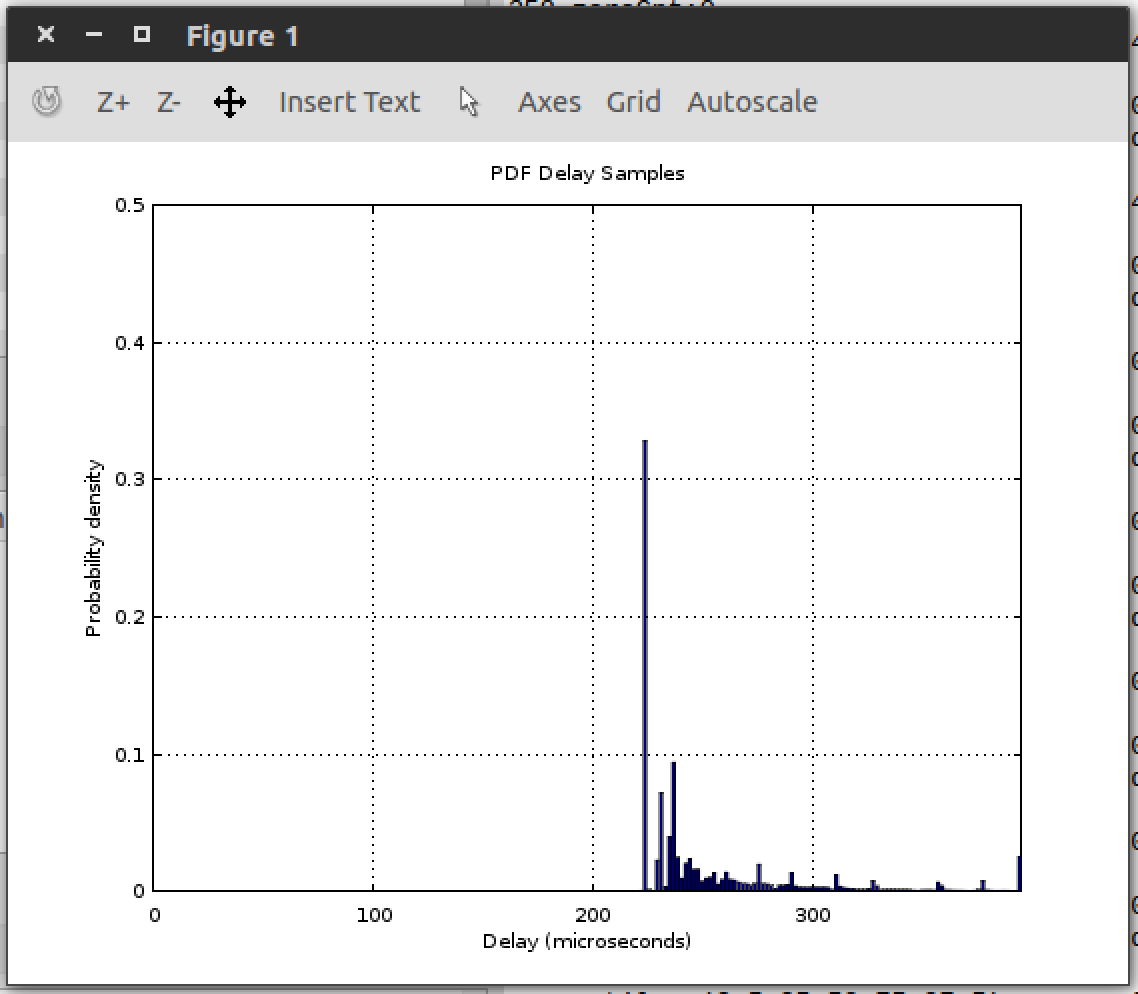 Figure 1
Z+ Z- Insert Text Axes Grid Autoscale
PDF Delay Samples
0.5
0.4
0.3
0.2
0.1
0
Probability density
0 100 200 300
Delay (microseconds)